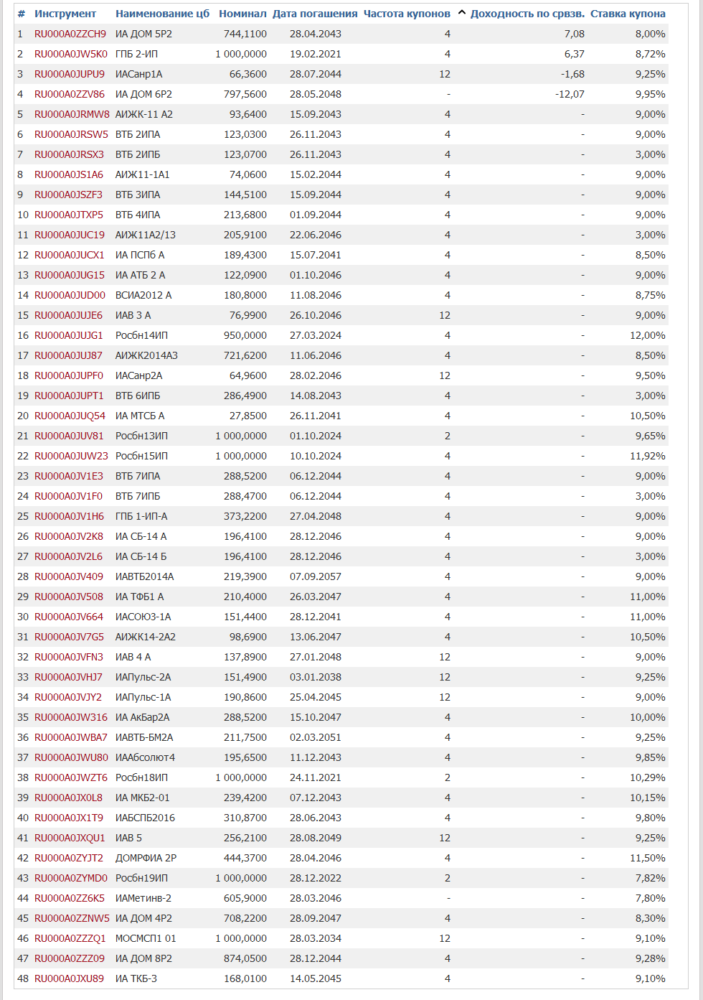 # Инструмент Наименование цб Номинал Дата погашения Частота купонов Доходность по срвзв. Ставка купона
1 RU000A0ZZCH9 ИА ДОМ 5P2 744,1100 28.04.2043 4 7,08 8,00%
2 RU000A0JW5K0 ГПБ 2-ИП 1 000,0000 19.02.2021 4 6,37 8,72%
3 RU000A0JUPU9 ИАСанр1А 66,3600 28.07.2044 12 -1,68 9,25%
4 RU000A0ZZV86 ИА ДОМ 6P2 797,5600 28.05.2048 - -12,07 9,95%
5 RU000A0JRMW8 АИЖК-11 А2 93,6400 15.09.2043 4 - 9,00%
6 RU000A0JRSW5 ВТБ 2ИПА 123,0300 26.11.2043 4 - 9,00%
7 RU000A0JRSX3 ВТБ 2ИПБ 123,0700 26.11.2043 4 - 3,00%
8 RU000A0JS1A6 АИЖ11-1А1 74,0600 15.02.2044 4 - 9,00%
9 RU000A0JSZF3 ВТБ 3ИПА 144,5100 15.09.2044 4 - 9,00%
10 RU000A0JTXP5 ВТБ 4ИПА 213,6800 01.09.2044 4 - 9,00%
11 RU000A0JUC19 АИЖ11А2/13 205,9100 22.06.2046 4 - 3,00%
12 RU000A0JUCX1 ИА ПСПб А 189,4300 15.07.2041 4 - 8,50%
13 RU000A0JUG15 ИА АТБ 2 А 122,0900 01.10.2046 4 - 9,00%
14 RU000A0JUD00 ВСИА2012 А 180,8000 11.08.2046 4 - 8,75%
15 RU000A0JUJE6 ИАВ 3 А 76,9900 26.10.2046 12 - 9,00%
16 RU000A0JUJG1 Росбн14ИП 950,0000 27.03.2024 4 - 12,00%
17 RU000A0JUJ87 АИЖК2014А3 721,6200 11.06.2046 4 - 8,50%
18 RU000A0JUPF0 ИАСанр2А 64,9600 28.02.2046 12 - 9,50%
19 RU000A0JUPT1 ВТБ 6ИПБ 286,4900 14.08.2043 4 - 3,00%
20 RU000A0JUQ54 ИА МТСБ А 27,8500 26.11.2041 4 - 10,50%
21 RU000A0JUV81 Росбн13ИП 1 000,0000 01.10.2024 2 - 9,65%
22 RU000A0JUW23 Росбн15ИП 1 000,0000 10.10.2024 4 - 11,92%
23 RU000A0JV1E3 ВТБ 7ИПА 288,5200 06.12.2044 4 - 9,00%
24 RU000A0JV1F0 ВТБ 7ИПБ 288,4700 06.12.2044 4 - 3,00%
25 RU000A0JV1H6 ГПБ 1-ИП-А 373,2200 27.04.2048 4 - 9,00%
26 RU000A0JV2K8 ИА СБ-14 А 196,4100 28.12.2046 4 - 9,00%
27 RU000A0JV2L6 ИА СБ-14 Б 196,4100 28.12.2046 4 - 3,00%
28 RU000A0JV409 ИАВТБ2014А 219,3900 07.09.2057 4 - 9,00%
29 RU000A0JV508 ИА ТФБ1 А 210,4000 26.03.2047 4 - 11,00%
30 RU000A0JV664 ИАСОЮЗ-1А 151,4400 28.12.2041 4 - 11,00%
31 RU000A0JV7G5 АИЖК14-2А2 98,6900 13.06.2047 4 - 10,50%
32 RU000A0JVFN3 ИАВ 4 А 137,8900 27.01.2048 12 - 9,00%
33 RU000A0JVHJ7 ИАПульс-2А 151,4900 03.01.2038 12 - 9,25%
34 RU000A0JVJY2 ИАПульс-1А 190,8600 25.04.2045 12 - 9,00%
35 RU000A0JW316 ИА АкБар2А 288,5200 15.10.2047 4 - 10,00%
36 RU000A0JWBA7 ИАВТБ-БМ2А 211,7500 02.03.2051 4 - 9,25%
37 RU000A0JWU80 ИААбсолют4 195,6500 11.12.2043 4 - 9,85%
38 RU000A0JWZT6 Росбн18ИП 1 000,0000 24.11.2021 2 - 10,29%
39 RU000A0JX0L8 ИА МКБ2-01 239,4200 07.12.2043 4 - 10,15%
40 RU000A0JX1T9 ИАБСПБ2016 310,8700 28.06.2043 4 - 9,80%
41 RU000A0JXQU1 ИАВ 5 256,2100 28.08.2049 12 - 9,25%
42 RU000A0ZYJT2 ДОМРФИА 2Р 444,3700 28.04.2046 4 - 11,50%
43 RU000A0ZYMD0 Росбн19ИП 1 000,0000 28.12.2022 2 - 7,82%
44 RU000A0ZZ6K5 ИАМетинв-2 605,9000 28.03.2046 - - 7,80%
45 RU000A0ZZNW5 ИА ДОМ 4P2 708,2200 28.09.2047 4 - 8,30%
46 RU000A0ZZZQ1 МОСМСП1 01 1 000,0000 28.03.2034 12 - 9,10%
47 RU000A0ZZZ09 ИА ДОМ 8P2 874,0500 28.12.2044 4 - 9,28%
48 RU000A0JXU89 ИА ТКБ-3 168,0100 14.05.2045 4 - 9,10%